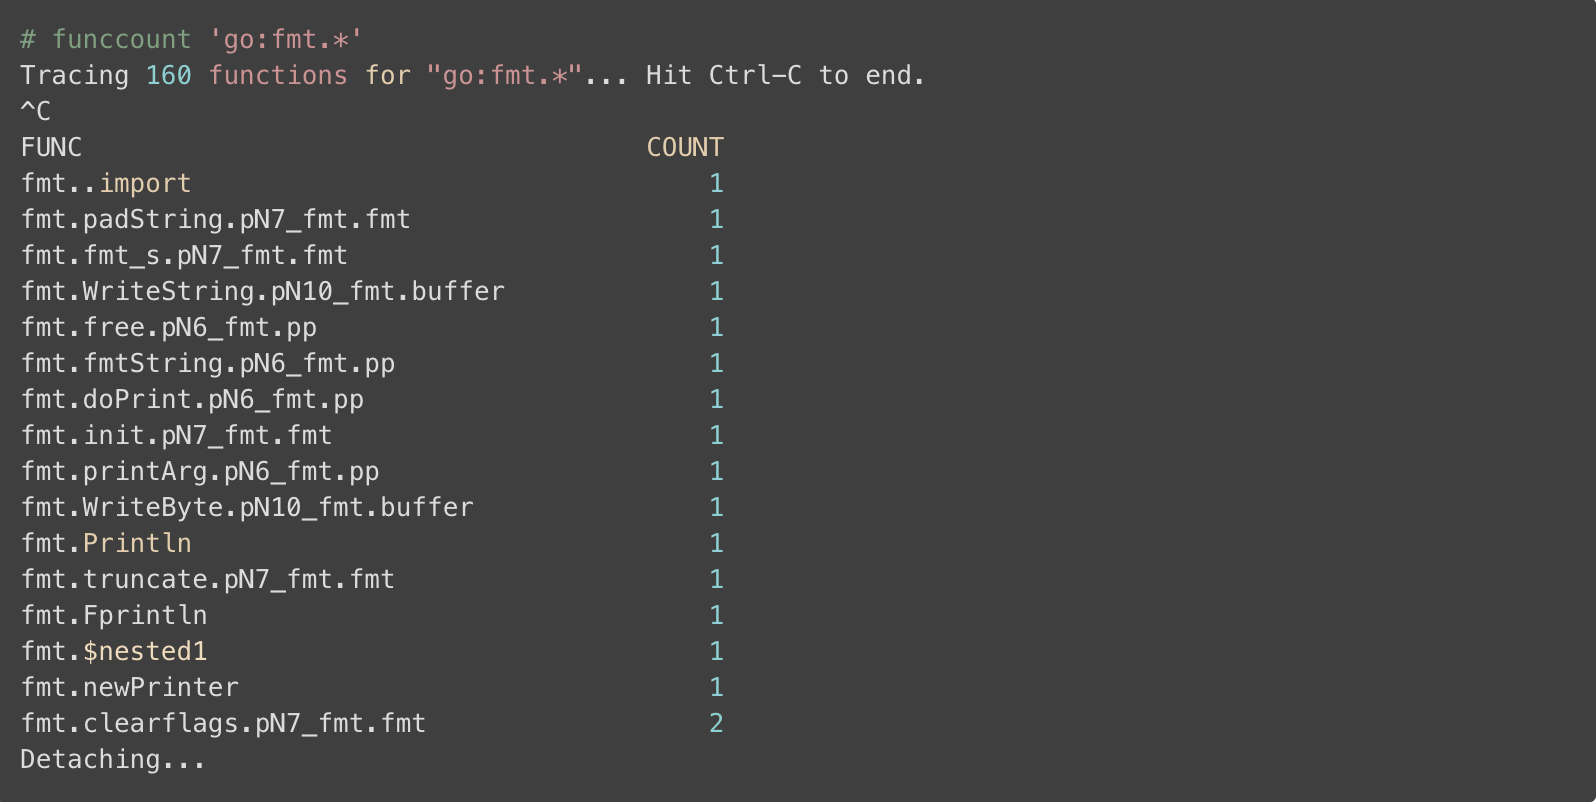 # funccount 'go:fmt.*'
Tracing 160 functions for "go:fmt.*"... Hit Ctrl-C to end.
^C
FUNC                                    COUNT
fmt..import                                 1
fmt.padString.pN7_fmt.fmt                   1
fmt.fmt_s.pN7_fmt.fmt                       1
fmt.WriteString.pN10_fmt.buffer             1
fmt.free.pN6_fmt.pp                         1
fmt.fmtString.pN6_fmt.pp                    1
fmt.doPrint.pN6_fmt.pp                      1
fmt.init.pN7_fmt.fmt                        1
fmt.printArg.pN6_fmt.pp                     1
fmt.WriteByte.pN10_fmt.buffer               1
fmt.Println                                 1
fmt.truncate.pN7_fmt.fmt                    1
fmt.Fprintln                                1
fmt.$nested1                                1
fmt.newPrinter                              1
fmt.clearflags.pN7_fmt.fmt                  2
Detaching...